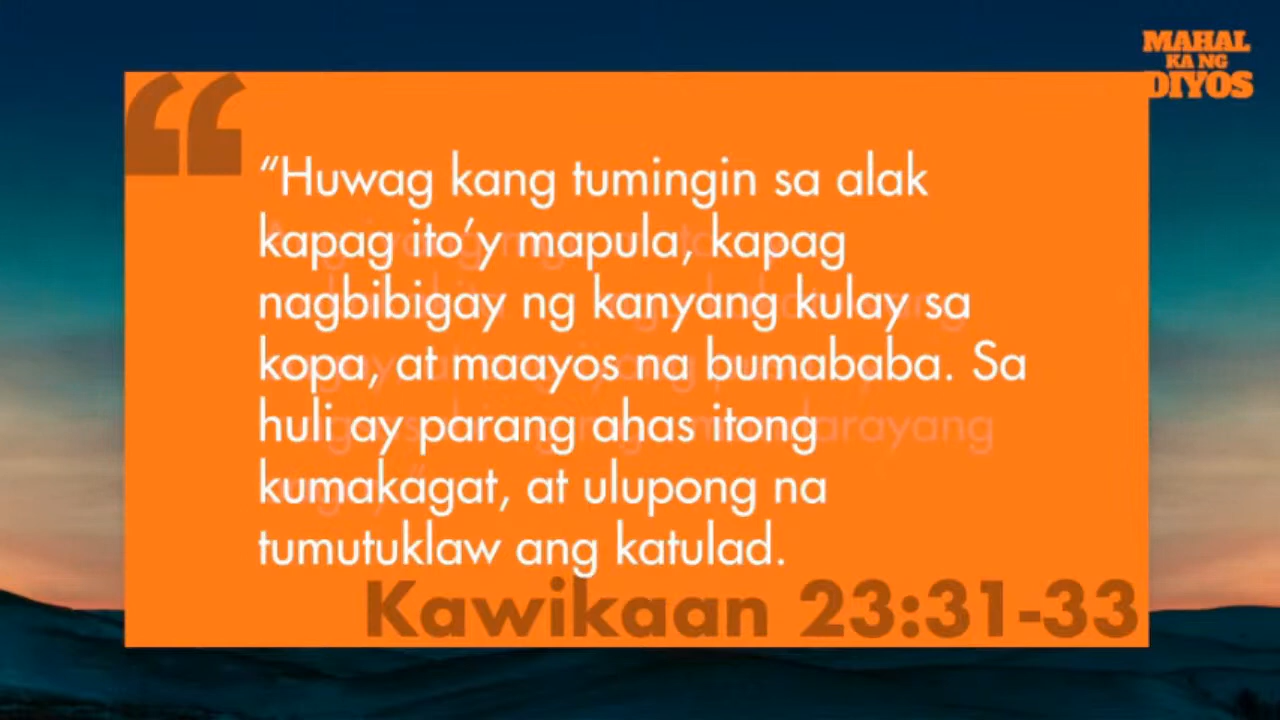 MAHAL
KA NG
DIYOS
“Huwag kang tumingin sa alak
kapag ito’y mapula, kapag
nagbibigay ng kanyang kulay sa
kopa, at maayos na bumababa. Sa
huli ay parang ahas itong
kumakagat, at ulupong na
tumutuklaw ang katulad.
Kawikaan 23:31-33